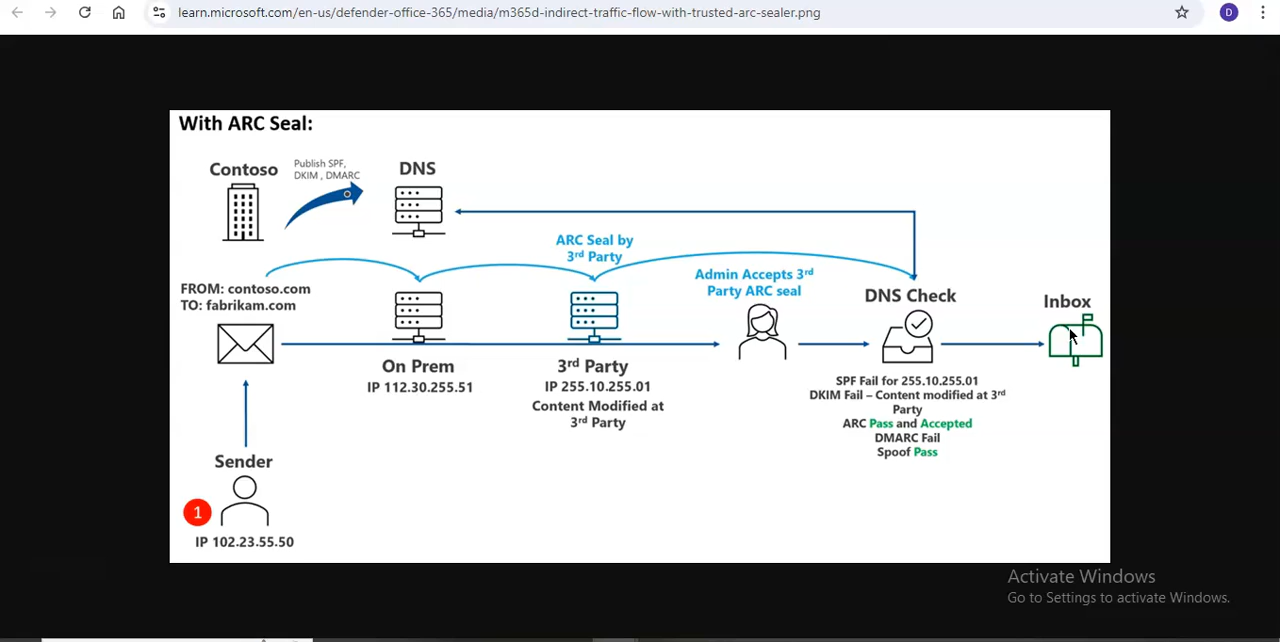 learn.microsoft.com/en-us/defender-office-365/media/m365d-indirect-traffic-flow-with-trusted-arc-sealer.png
D
With ARC Seal:
Contoso
Publish SPF,
DKIM , DMARC
DNS
ARC Seal by
3rd Party
Admin Accepts 3rd
Party ARC seal
FROM: contoso.com
TO: fabrikam.com
DNS Check
Inbox
On Prem
IP 112.30.255.51
3rd Party
IP 255.10.255.01
Content Modified at
3rd Party
SPF Fail for 255.10.255.01
DKIM Fail – Content modified at 3rd
Party
ARC Pass and Accepted
DMARC Fail
Spoof Pass
Sender
1
IP 102.23.55.50
Activate Windows
Go to Settings to activate Windows.